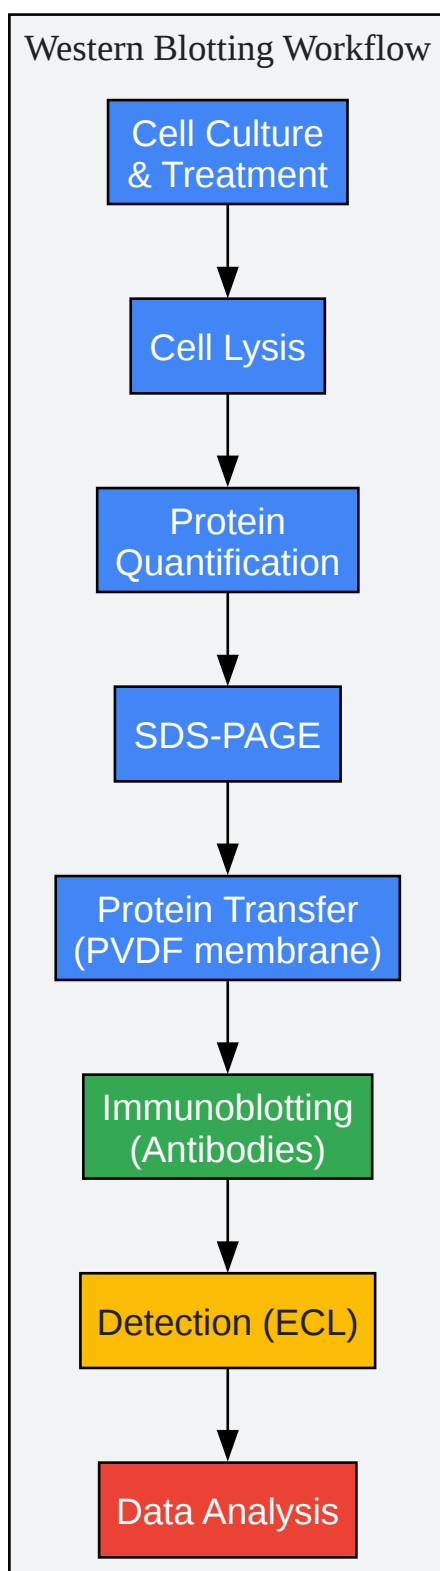 Western Blotting Workflow
Cell Culture
& Treatment
Cell Lysis
Protein
Quantification
SDS-PAGE
Protein Transfer
(PVDF membrane)
Immunoblotting
(Antibodies)
Detection (ECL)
Data Analysis